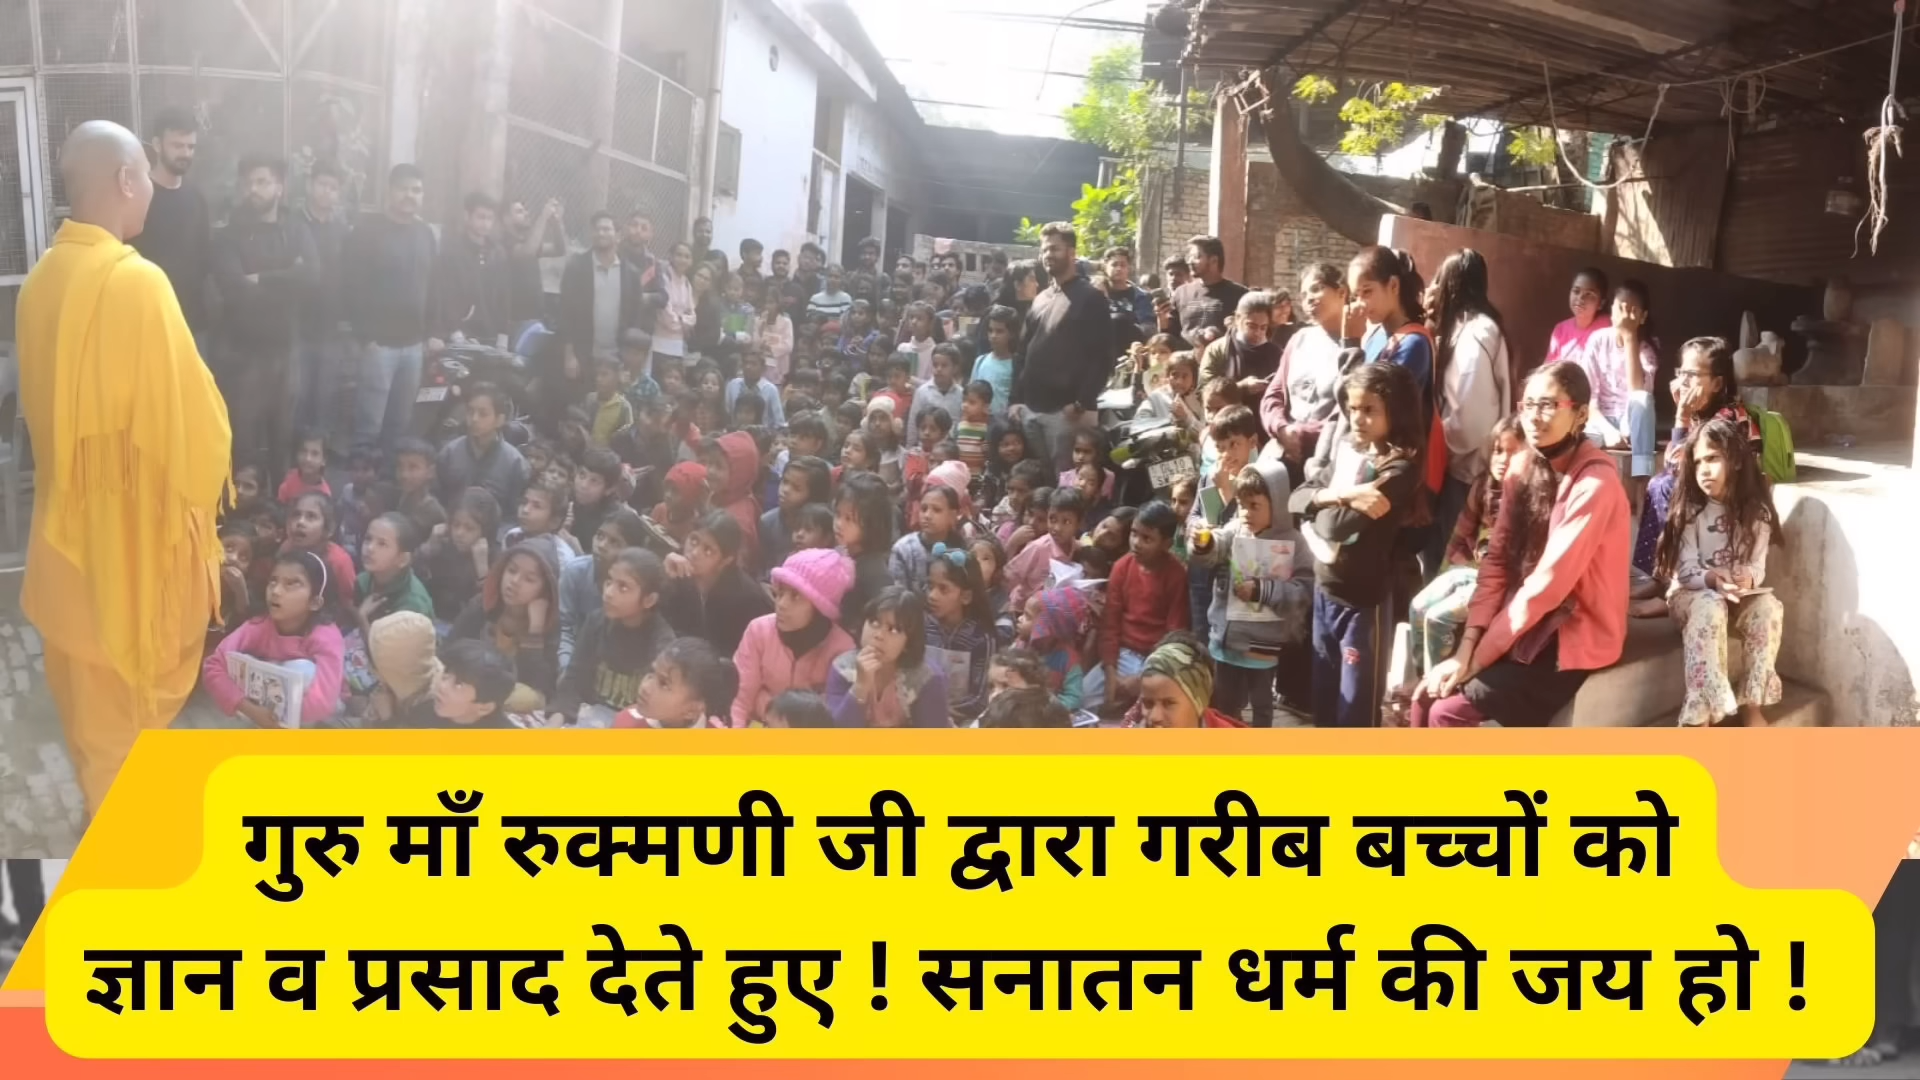 गुरु माँ रुक्मणी जी द्वारा गरीब बच्चों को
ज्ञान व प्रसाद देते हुए ! सनातन धर्म की जय हो !